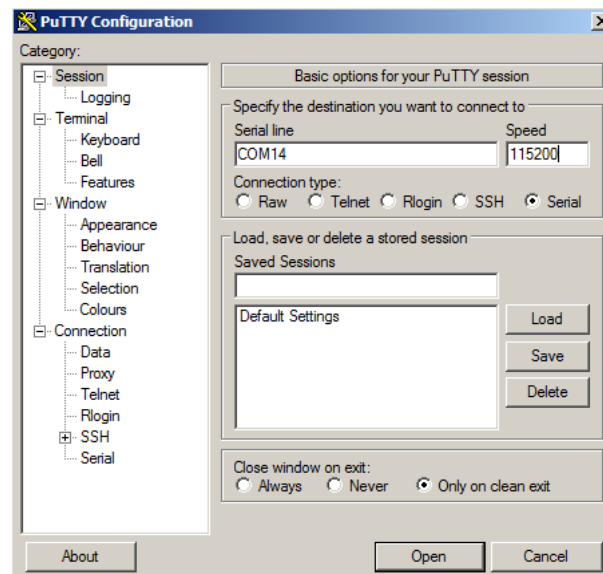 PuTTY Configuration
Category:
Session
Logging
Terminal
Keyboard
Bell
Features
Window
Appearance
Behaviour
Translation
Selection
Colours
Connection
Data
Proxy
Telnet
Rlogin
SSH
Serial
Basic options for your PuTTY session
Specify the destination you want to connect to
Serial line Speed
COM14 115200
Connection type:
Raw Telnet Rlogin SSH Serial
Load, save or delete a stored session
Saved Sessions
Default Settings
Load
Save
Delete
Close window on exit:
Always Never Only on clean exit
About Open Cancel